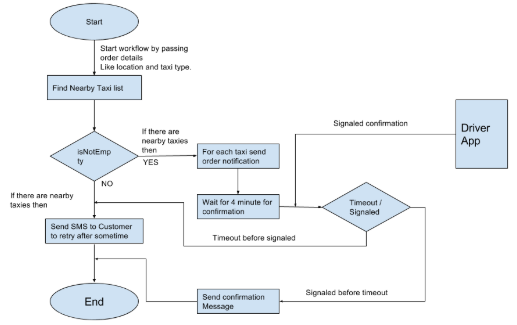 Start
Start workflow by passing
order details
Like location and taxi type.
Find Nearby Taxi list
isNotEmp
ty
If there are
nearby taxies
then
YES
NO
For each taxi send
order notification
Wait for 4 minute for
confirmation
Signaled confirmation
Driver
App
Timeout /
Signaled
If there are nearby
taxies then
Send SMS to Customer
to retry after sometime
Timeout before signaled
Signaled before timeout
Send confirmation
Message
End